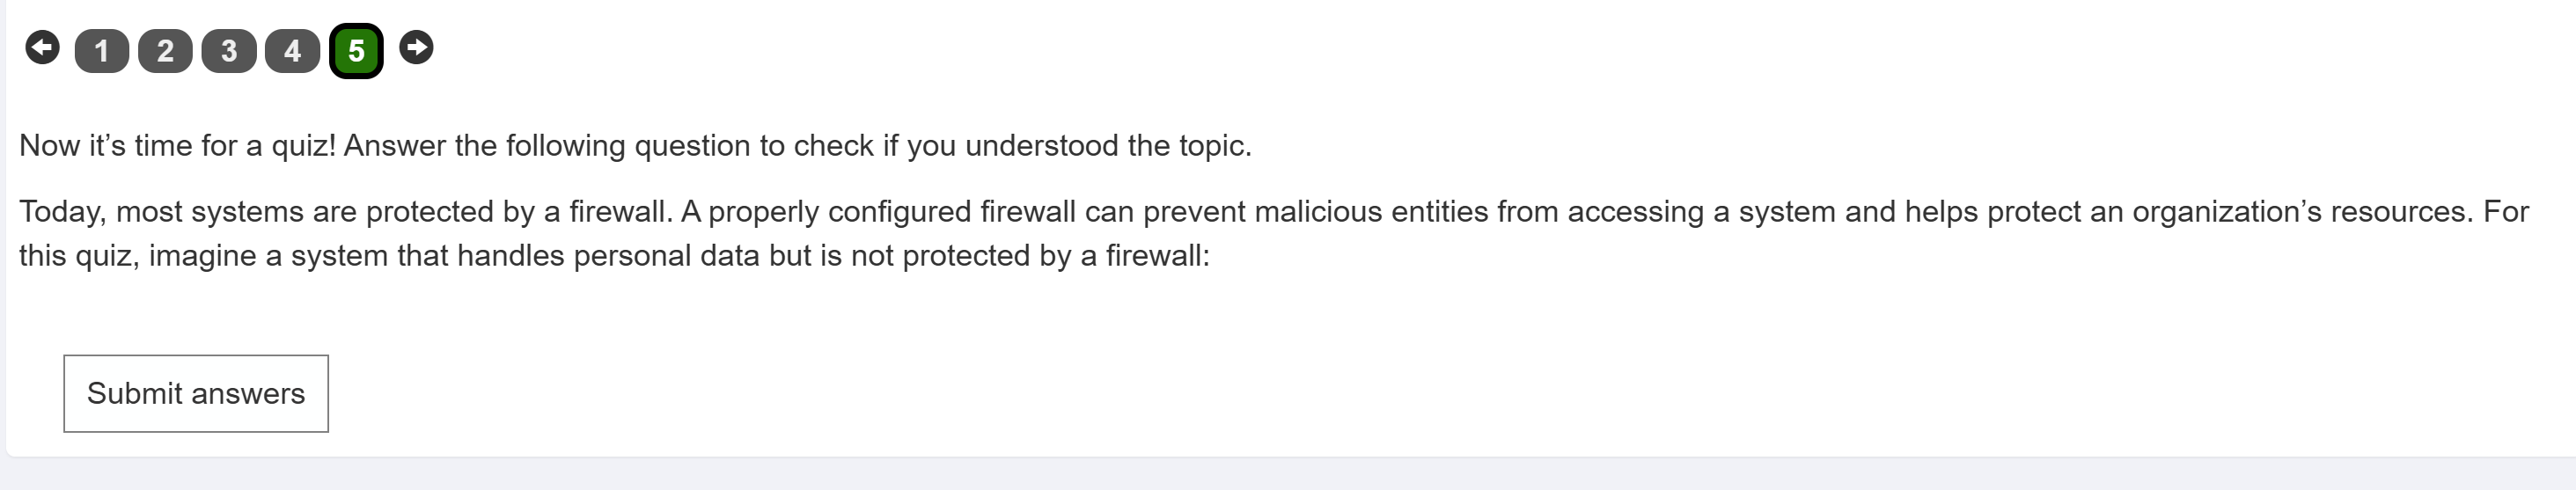 1 2 3 4 5
Now it’s time for a quiz! Answer the following question to check if you understood the topic.
Today, most systems are protected by a firewall. A properly configured firewall can prevent malicious entities from accessing a system and helps protect an organization’s resources. For
this quiz, imagine a system that handles personal data but is not protected by a firewall:
Submit answers